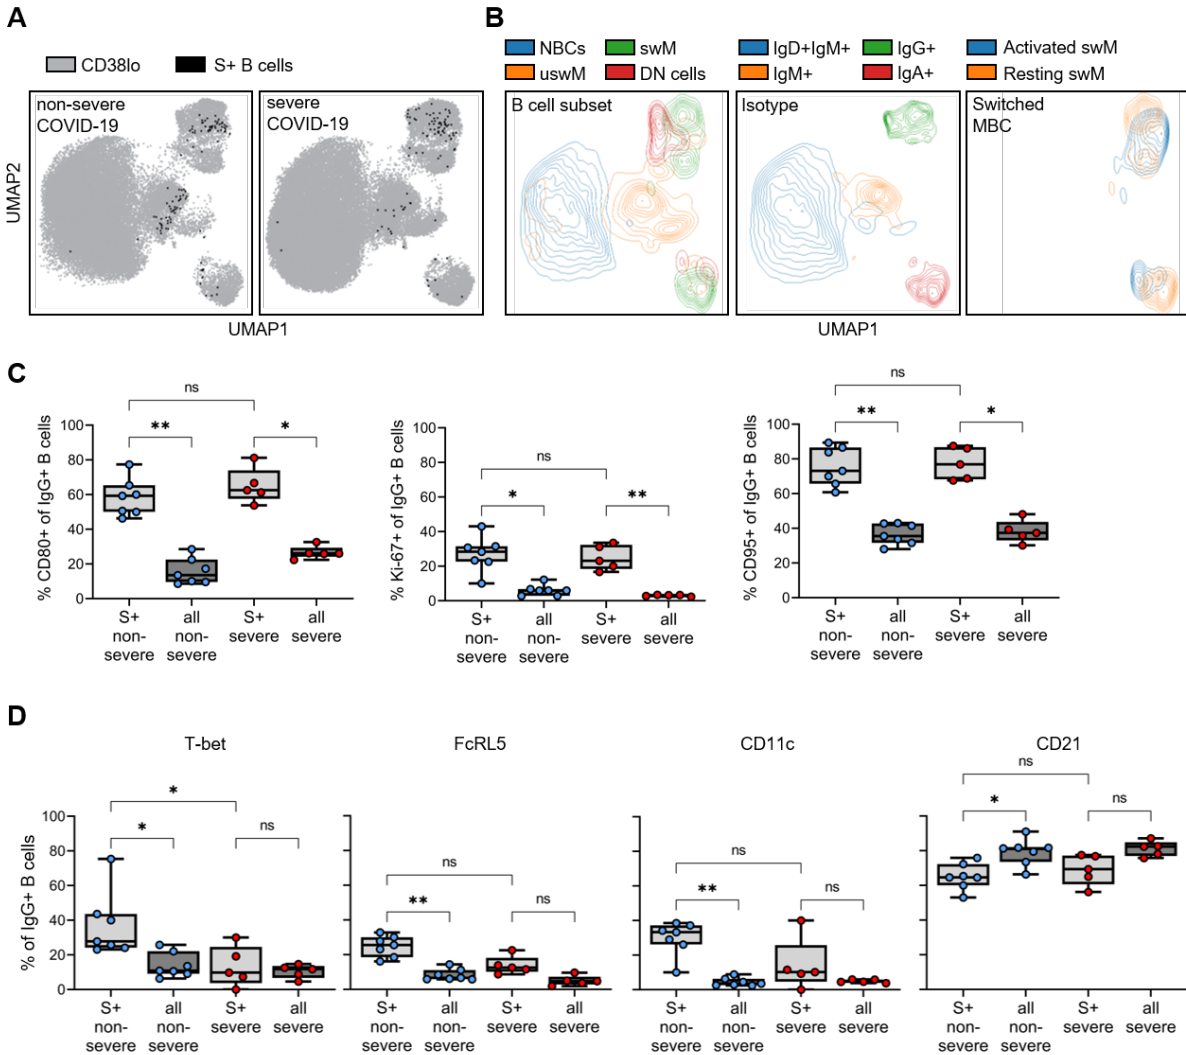 A
CD38lo
S+ B cells
non-severe
COVID-19
severe
COVID-19
UMAP2
UMAP1
B
NBCs
swM
uswM
DN cells
IgD+IgM+
IgG+
IgM+
IgA+
Activated swM
Resting swM
B cell subset
Isotype
Switched
MBC
UMAP1
C
% CD80+ of IgG+ B cells
100
80
60
40
20
0
ns
**
*
S+
non-
severe
all
non-
severe
S+
severe
all
severe
% Ki-67+ of IgG+ B cells
100
80
60
40
20
0
ns
*
**
S+
non-
severe
all
non-
severe
S+
severe
all
severe
% CD95+ of IgG+ B cells
100
80
60
40
20
0
ns
**
*
S+
non-
severe
all
non-
severe
S+
severe
all
severe
D
T-bet
% of IgG+ B cells
100
80
60
40
20
0
*
*
ns
S+
non-
severe
all
non-
severe
S+
severe
all
severe
FcRL5
ns
**
ns
S+
non-
severe
all
non-
severe
S+
severe
all
severe
CD11c
ns
**
ns
S+
non-
severe
all
non-
severe
S+
severe
all
severe
CD21
ns
*
ns
S+
non-
severe
all
non-
severe
S+
severe
all
severe